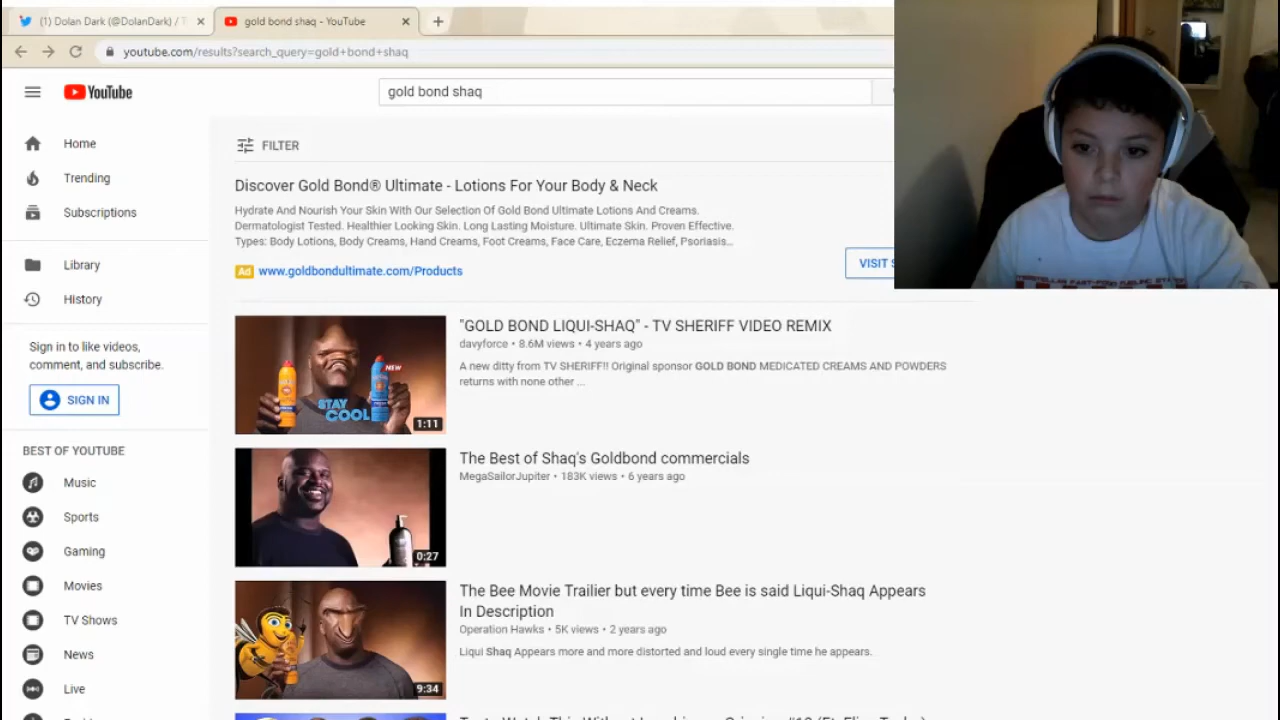 (1) Dolan Dark (@DolanDark) / T
gold bond shaq - YouTube
youtube.com/results?search_query=gold+bond+shaq
YouTube
gold bond shaq
Home
Trending
Subscriptions
Library
History
Sign in to like videos,
comment, and subscribe.
SIGN IN
BEST OF YOUTUBE
Music
Sports
Gaming
Movies
TV Shows
News
Live
FILTER
Discover Gold Bond® Ultimate - Lotions For Your Body & Neck
Hydrate And Nourish Your Skin With Our Selection Of Gold Bond Ultimate Lotions And Creams.
Dermatologist Tested. Healthier Looking Skin. Long Lasting Moisture. Ultimate Skin. Proven Effective.
Types: Body Lotions, Body Creams, Hand Creams, Foot Creams, Face Care, Eczema Relief, Psoriasis...
Ad www.goldbondultimate.com/Products
VISIT S
NEW
STAY
COOL
1:11
"GOLD BOND LIQUI-SHAQ" - TV SHERIFF VIDEO REMIX
davyforce • 8.6M views • 4 years ago
A new ditty from TV SHERIFF!! Original sponsor GOLD BOND MEDICATED CREAMS AND POWDERS
returns with none other ...
0:27
The Best of Shaq's Goldbond commercials
MegaSailorJupiter • 183K views • 6 years ago
9:34
The Bee Movie Trailier but every time Bee is said Liqui-Shaq Appears
In Description
Operation Hawks • 5K views • 2 years ago
Liqui Shaq Appears more and more distorted and loud every single time he appears.